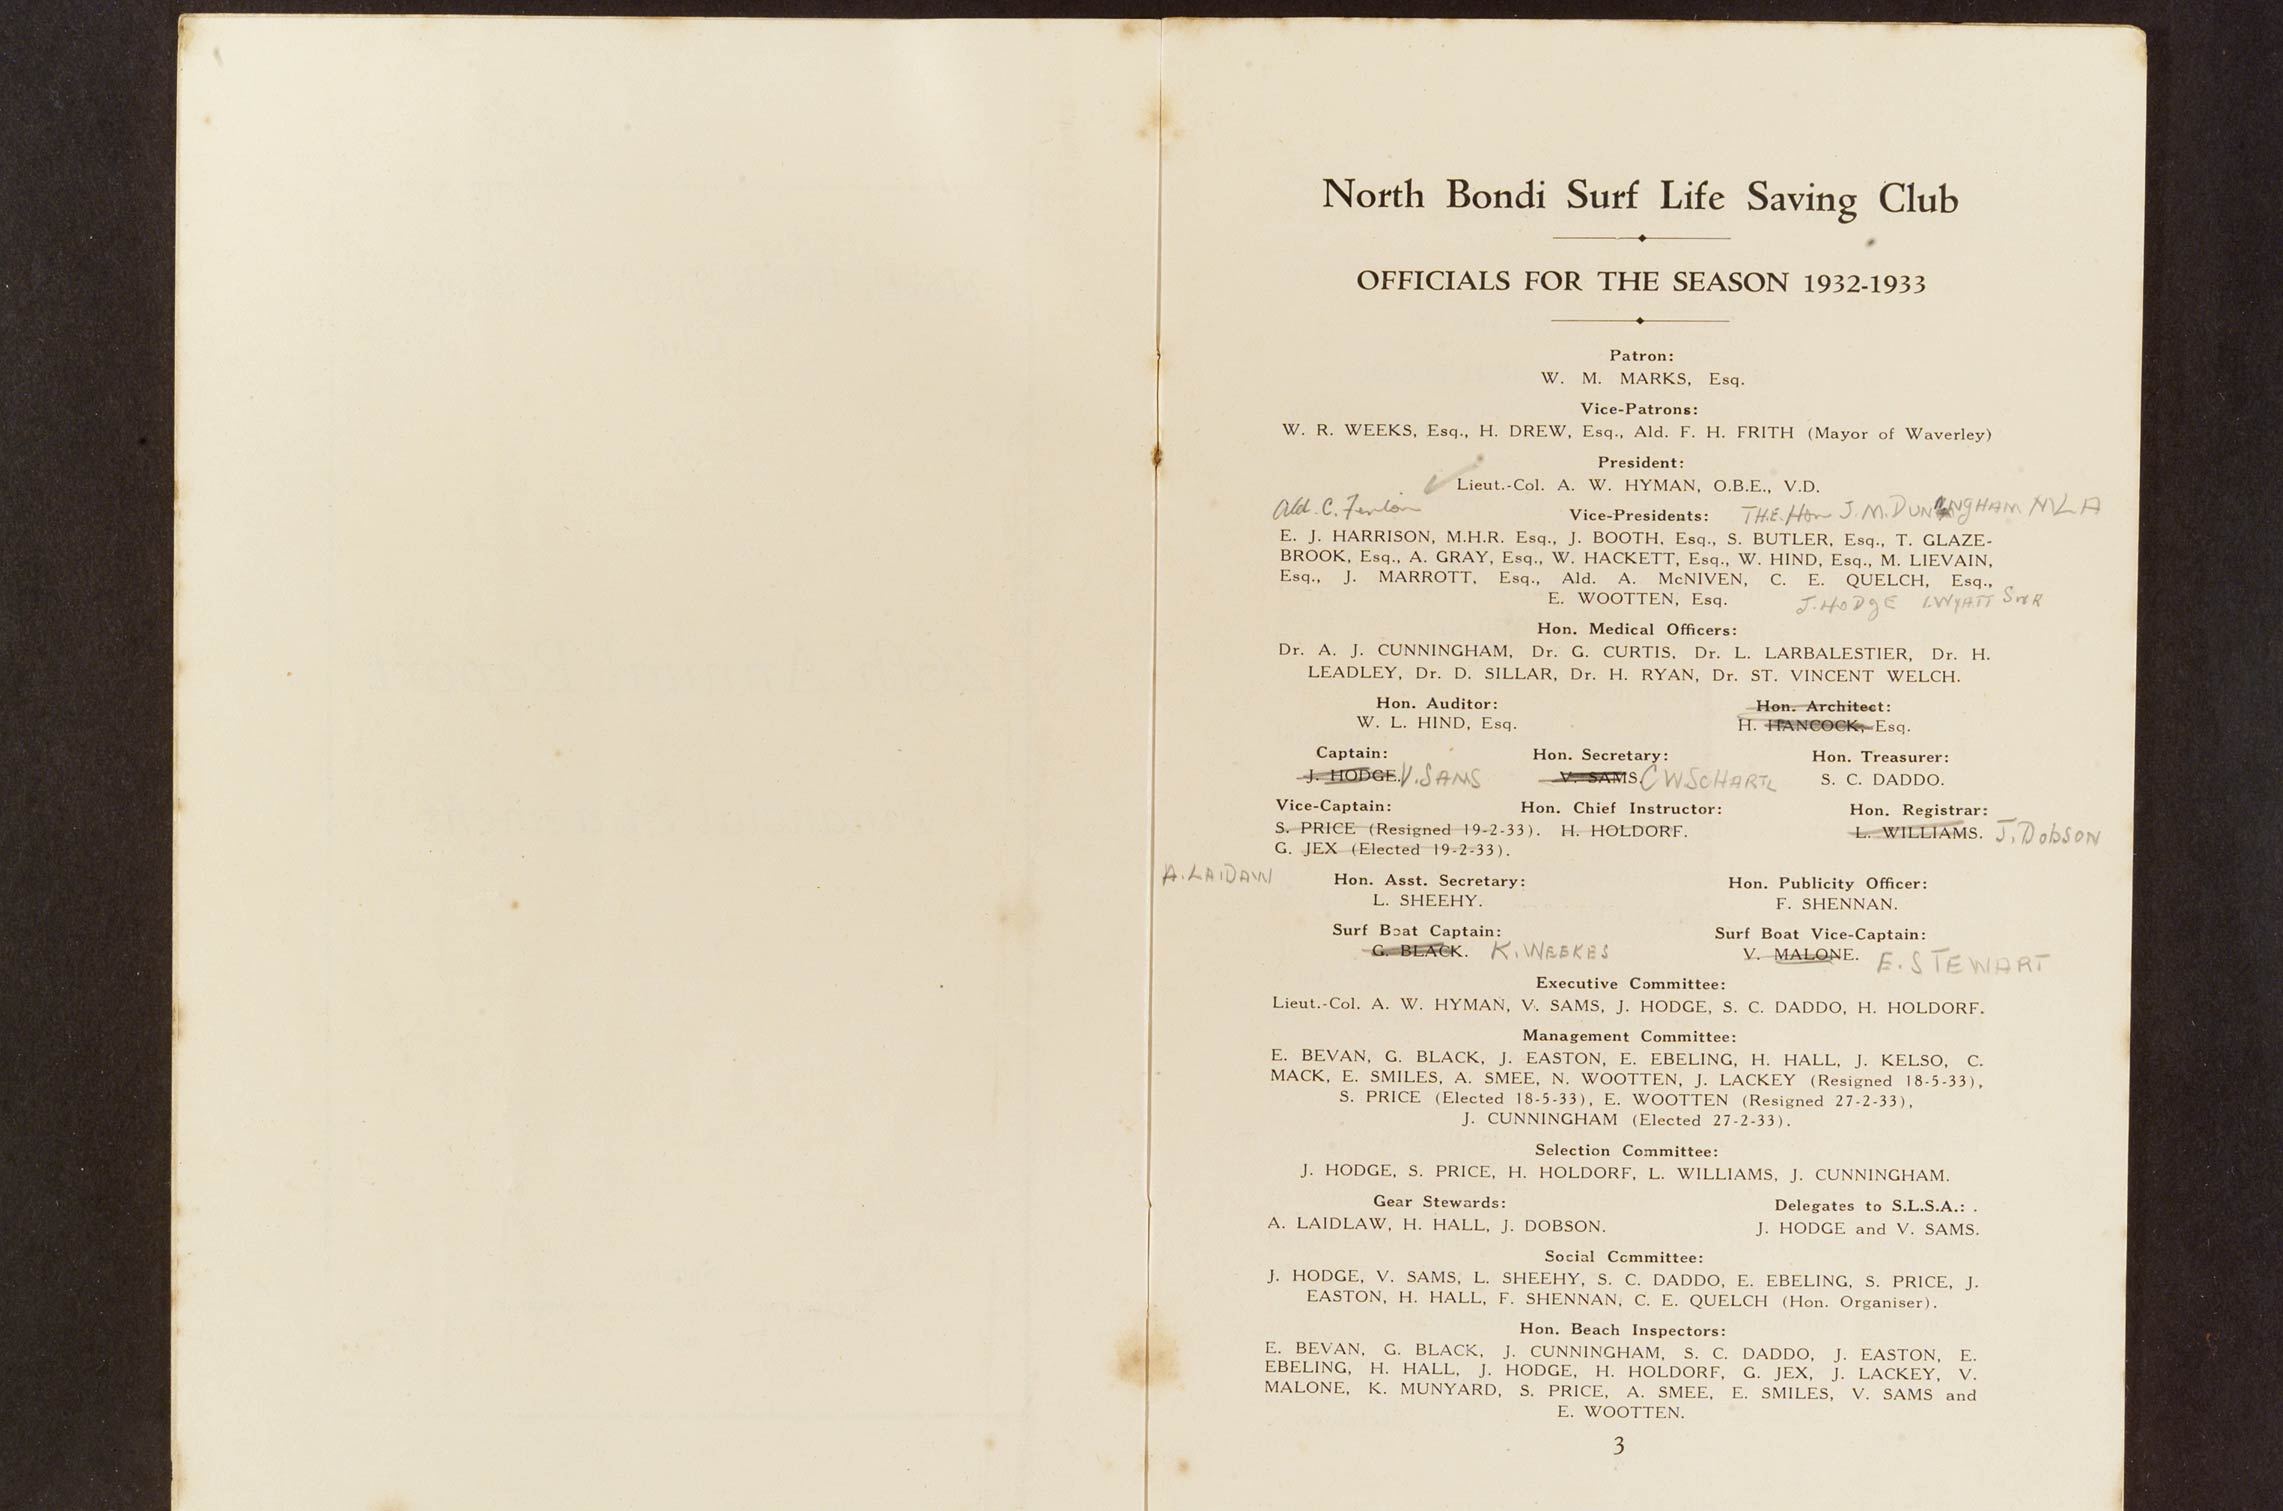 North Bondi Surf Life Saving Club
OFFICIALS FOR THE SEASON 1932-1933
Patron:
W. M. MARKS, Esq.
Vice-Patrons:
W. R. WEEKS, Esq., H. DREW, Esq., Ald. F. H. FRITH (Mayor of Waverley)
President:
Lieut.-Col. A. W. HYMAN, O.B.E., V.D.
Ald. C. Fenlon
Vice-Presidents: THE. Hon J. M. DUNNINGHAM MLA
E. J. HARRISON, M.H.R. Esq., J. BOOTH, Esq., S. BUTLER, Esq., T. GLAZE-
BROOK, Esq., A. GRAY, Esq., W. HACKETT, Esq., W. HIND, Esq., M. LIEVAIN,
Esq., J. MARROTT, Esq., Ald. A. McNIVEN, C. E. QUELCH, Esq.,
E. WOOTTEN, Esq. J. HODGE WYATT SNR
Hon. Medical Officers:
Dr. A. J. CUNNINGHAM, Dr. G. CURTIS, Dr. L. LARBALESTIER, Dr. H.
LEADLEY, Dr. D. SILLAR, Dr. H. RYAN, Dr. ST. VINCENT WELCH.
Hon. Auditor: Hon. Architect:
W. L. HIND, Esq. H. HANCOCK, Esq.
Captain: Hon. Secretary: Hon. Treasurer:
J. HODGE. V. SAMS V. SAMS. C W SCHARTL S. C. DADDO.
Vice-Captain: Hon. Chief Instructor: Hon. Registrar:
S. PRICE (Resigned 19-2-33). H. HOLDORF. L. WILLIAMS. J. DObSON
G. JEX (Elected 19-2-33).
A. LAIDAW Hon. Asst. Secretary: Hon. Publicity Officer:
L. SHEEHY. F. SHENNAN.
Surf Boat Captain: Surf Boat Vice-Captain:
G. BLACK. K. WEEKES V. MALONE. E. STEWART
Executive Committee:
Lieut.-Col. A. W. HYMAN, V. SAMS, J. HODGE, S. C. DADDO, H. HOLDORF.
Management Committee:
E. BEVAN, G. BLACK, J. EASTON, E. EBELING, H. HALL, J. KELSO, C.
MACK, E. SMILES, A. SMEE, N. WOOTTEN, J. LACKEY (Resigned 18-5-33),
S. PRICE (Elected 18-5-33), E. WOOTTEN (Resigned 27-2-33),
J. CUNNINGHAM (Elected 27-2-33).
Selection Committee:
J. HODGE, S. PRICE, H. HOLDORF, L. WILLIAMS, J. CUNNINGHAM.
Gear Stewards: Delegates to S.L.S.A.: .
A. LAIDLAW, H. HALL, J. DOBSON. J. HODGE and V. SAMS.
Social Committee:
J. HODGE, V. SAMS, L. SHEEHY, S. C. DADDO, E. EBELING, S. PRICE, J.
EASTON, H. HALL, F. SHENNAN, C. E. QUELCH (Hon. Organiser).
Hon. Beach Inspectors:
E. BEVAN, G. BLACK, J. CUNNINGHAM, S. C. DADDO, J. EASTON, E.
EBELING, H. HALL, J. HODGE, H. HOLDORF, G. JEX, J. LACKEY, V.
MALONE, K. MUNYARD, S. PRICE, A. SMEE, E. SMILES, V. SAMS and
E. WOOTTEN.
3